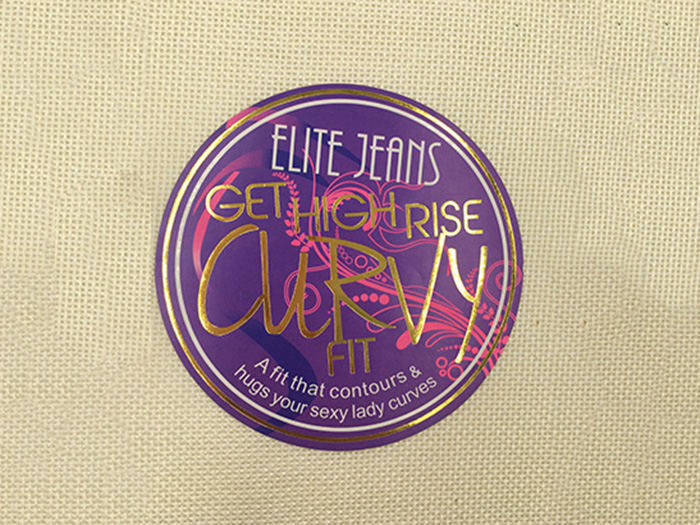 ELITE JEANS
GET HIGH RISE
CURVY
FIT
A fit that contours &
hugs your sexy lady curves